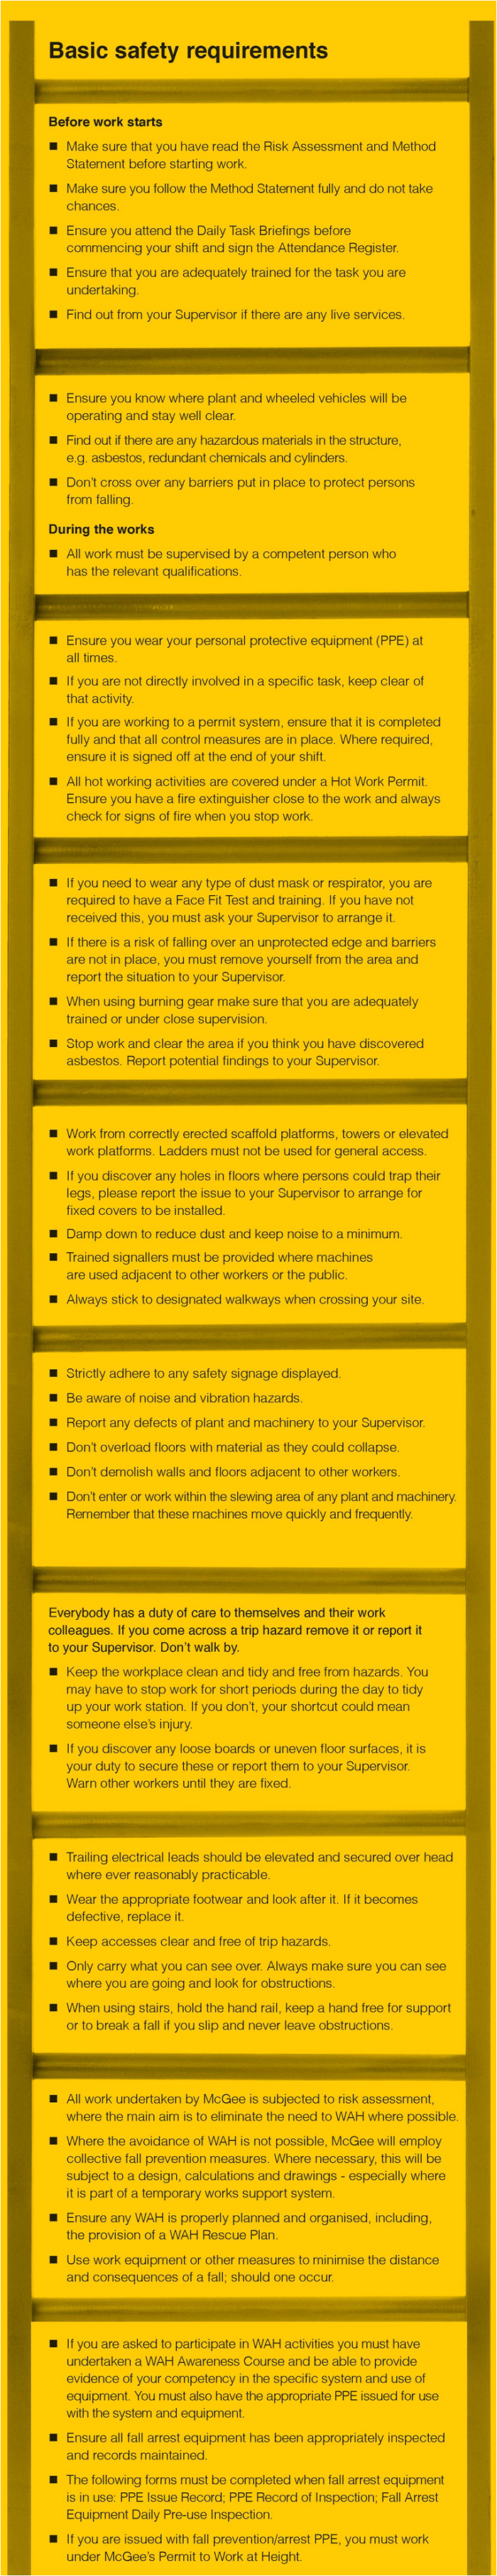 Basic safety requirements
Before work starts
■ Make sure that you have read the Risk Assessment and Method
Statement before starting work.
■ Make sure you follow the Method Statement fully and do not take
chances.
■ Ensure you attend the Daily Task Briefings before
commencing your shift and sign the Attendance Register.
■ Ensure that you are adequately trained for the task you are
undertaking.
■ Find out from your Supervisor if there are any live services.
■ Ensure you know where plant and wheeled vehicles will be
operating and stay well clear.
■ Find out if there are any hazardous materials in the structure,
e.g. asbestos, redundant chemicals and cylinders.
■ Don’t cross over any barriers put in place to protect persons
from falling.
During the works
■ All work must be supervised by a competent person who
has the relevant qualifications.
■ Ensure you wear your personal protective equipment (PPE) at
all times.
■ If you are not directly involved in a specific task, keep clear of
that activity.
■ If you are working to a permit system, ensure that it is completed
fully and that all control measures are in place. Where required,
ensure it is signed off at the end of your shift.
■ All hot working activities are covered under a Hot Work Permit.
Ensure you have a fire extinguisher close to the work and always
check for signs of fire when you stop work.
■ If you need to wear any type of dust mask or respirator, you are
required to have a Face Fit Test and training. If you have not
received this, you must ask your Supervisor to arrange it.
■ If there is a risk of falling over an unprotected edge and barriers
are not in place, you must remove yourself from the area and
report the situation to your Supervisor.
■ When using burning gear make sure that you are adequately
trained or under close supervision.
■ Stop work and clear the area if you think you have discovered
asbestos. Report potential findings to your Supervisor.
■ Work from correctly erected scaffold platforms, towers or elevated
work platforms. Ladders must not be used for general access.
■ If you discover any holes in floors where persons could trap their
legs, please report the issue to your Supervisor to arrange for
fixed covers to be installed.
■ Damp down to reduce dust and keep noise to a minimum.
■ Trained signallers must be provided where machines
are used adjacent to other workers or the public.
■ Always stick to designated walkways when crossing your site.
■ Strictly adhere to any safety signage displayed.
■ Be aware of noise and vibration hazards.
■ Report any defects of plant and machinery to your Supervisor.
■ Don’t overload floors with material as they could collapse.
■ Don’t demolish walls and floors adjacent to other workers.
■ Don’t enter or work within the slewing area of any plant and machinery.
Remember that these machines move quickly and frequently.
Everybody has a duty of care to themselves and their work
colleagues. If you come across a trip hazard remove it or report it
to your Supervisor. Don’t walk by.
■ Keep the workplace clean and tidy and free from hazards. You
may have to stop work for short periods during the day to tidy
up your work station. If you don’t, your shortcut could mean
someone else’s injury.
■ If you discover any loose boards or uneven floor surfaces, it is
your duty to secure these or report them to your Supervisor.
Warn other workers until they are fixed.
■ Trailing electrical leads should be elevated and secured over head
where ever reasonably practicable.
■ Wear the appropriate footwear and look after it. If it becomes
defective, replace it.
■ Keep accesses clear and free of trip hazards.
■ Only carry what you can see over. Always make sure you can see
where you are going and look for obstructions.
■ When using stairs, hold the hand rail, keep a hand free for support
or to break a fall if you slip and never leave obstructions.
■ All work undertaken by McGee is subjected to risk assessment,
where the main aim is to eliminate the need to WAH where possible.
■ Where the avoidance of WAH is not possible, McGee will employ
collective fall prevention measures. Where necessary, this will be
subject to a design, calculations and drawings - especially where
it is part of a temporary works support system.
■ Ensure any WAH is properly planned and organised, including,
the provision of a WAH Rescue Plan.
■ Use work equipment or other measures to minimise the distance
and consequences of a fall; should one occur.
■ If you are asked to participate in WAH activities you must have
undertaken a WAH Awareness Course and be able to provide
evidence of your competency in the specific system and use of
equipment. You must also have the appropriate PPE issued for use
with the system and equipment.
■ Ensure all fall arrest equipment has been appropriately inspected
and records maintained.
■ The following forms must be completed when fall arrest equipment
is in use: PPE Issue Record; PPE Record of Inspection; Fall Arrest
Equipment Daily Pre-use Inspection.
■ If you are issued with fall prevention/arrest PPE, you must work
under McGee’s Permit to Work at Height.